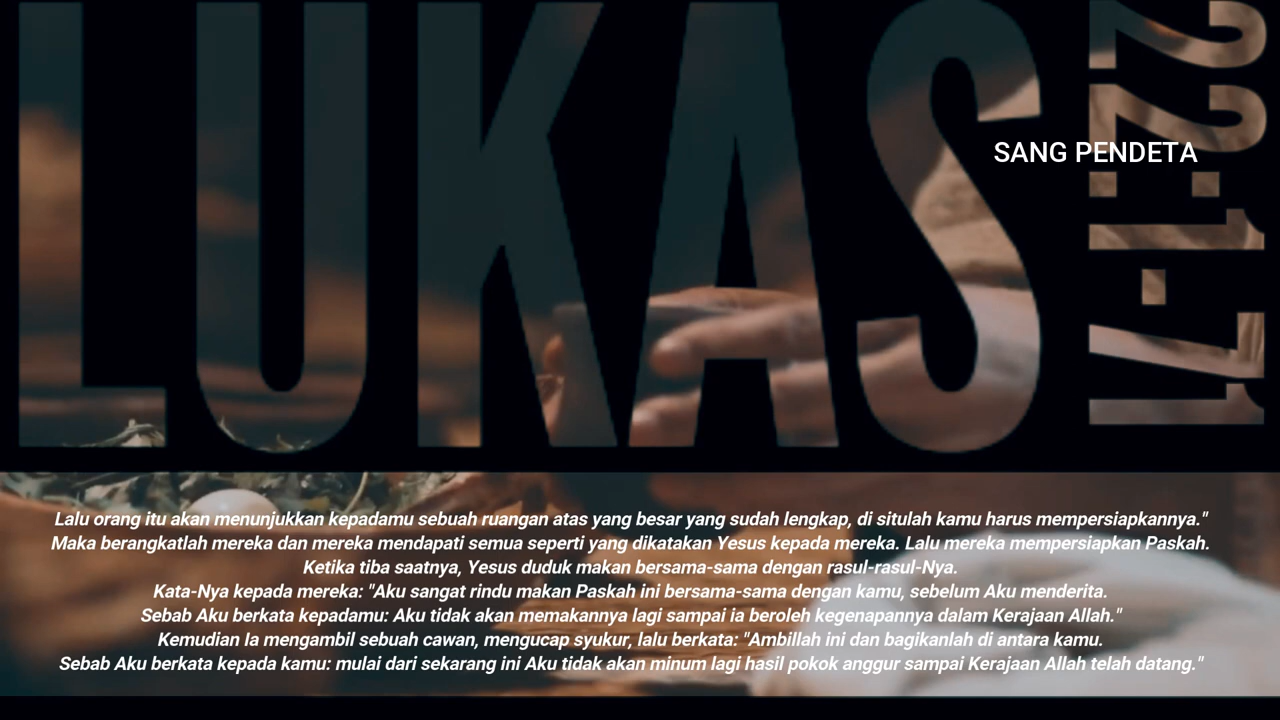 LUKAS
22:1-71
SANG PENDETA
Lalu orang itu akan menunjukkan kepadamu sebuah ruangan atas yang besar yang sudah lengkap, di situlah kamu harus mempersiapkannya."
Maka berangkatlah mereka dan mereka mendapati semua seperti yang dikatakan Yesus kepada mereka. Lalu mereka mempersiapkan Paskah.
Ketika tiba saatnya, Yesus duduk makan bersama-sama dengan rasul-rasul-Nya.
Kata-Nya kepada mereka: "Aku sangat rindu makan Paskah ini bersama-sama dengan kamu, sebelum Aku menderita.
Sebab Aku berkata kepadamu: Aku tidak akan memakannya lagi sampai ia beroleh kegenapannya dalam Kerajaan Allah."
Kemudian Ia mengambil sebuah cawan, mengucap syukur, lalu berkata: "Ambillah ini dan bagikanlah di antara kamu.
Sebab Aku berkata kepada kamu: mulai dari sekarang ini Aku tidak akan minum lagi hasil pokok anggur sampai Kerajaan Allah telah datang."